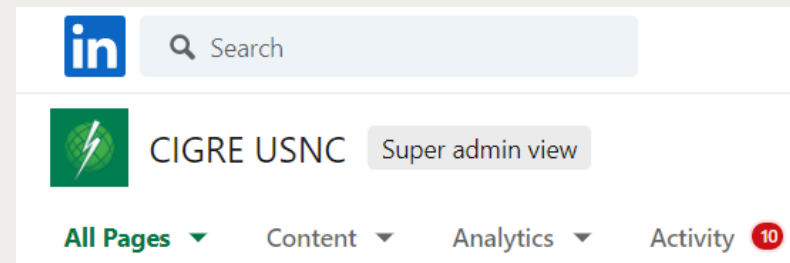 in Search
CIGRE USNC Super admin view
All Pages Content Analytics Activity 10